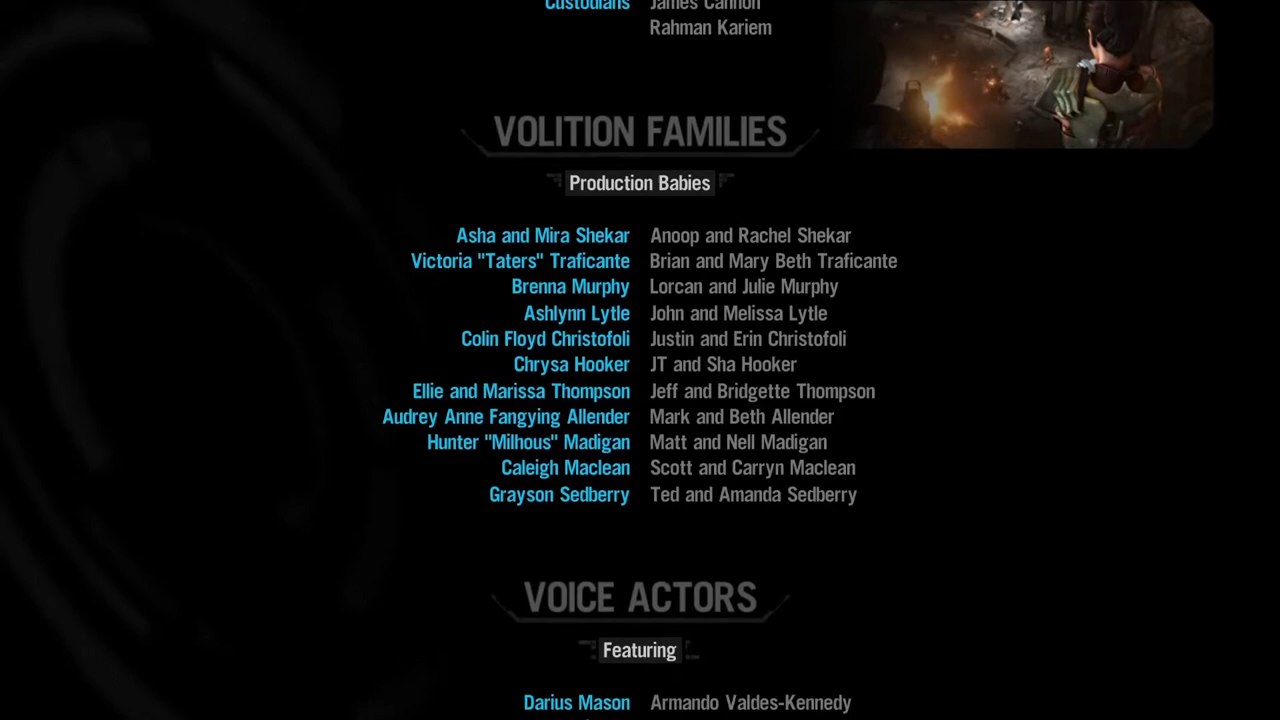 Custodians James Cannon
Rahman Kariem
VOLITION FAMILIES
Production Babies
Asha and Mira Shekar Anoop and Rachel Shekar
Victoria "Taters" Traficante Brian and Mary Beth Traficante
Brenna Murphy Lorcan and Julie Murphy
Ashlynn Lytle John and Melissa Lytle
Colin Floyd Christofoli Justin and Erin Christofoli
Chrysa Hooker JT and Sha Hooker
Ellie and Marissa Thompson Jeff and Bridgette Thompson
Audrey Anne Fangying Allender Mark and Beth Allender
Hunter "Milhous" Madigan Matt and Nell Madigan
Caleigh Maclean Scott and Carryn Maclean
Grayson Sedberry Ted and Amanda Sedberry
VOICE ACTORS
Featuring
Darius Mason Armando Valdes-Kennedy